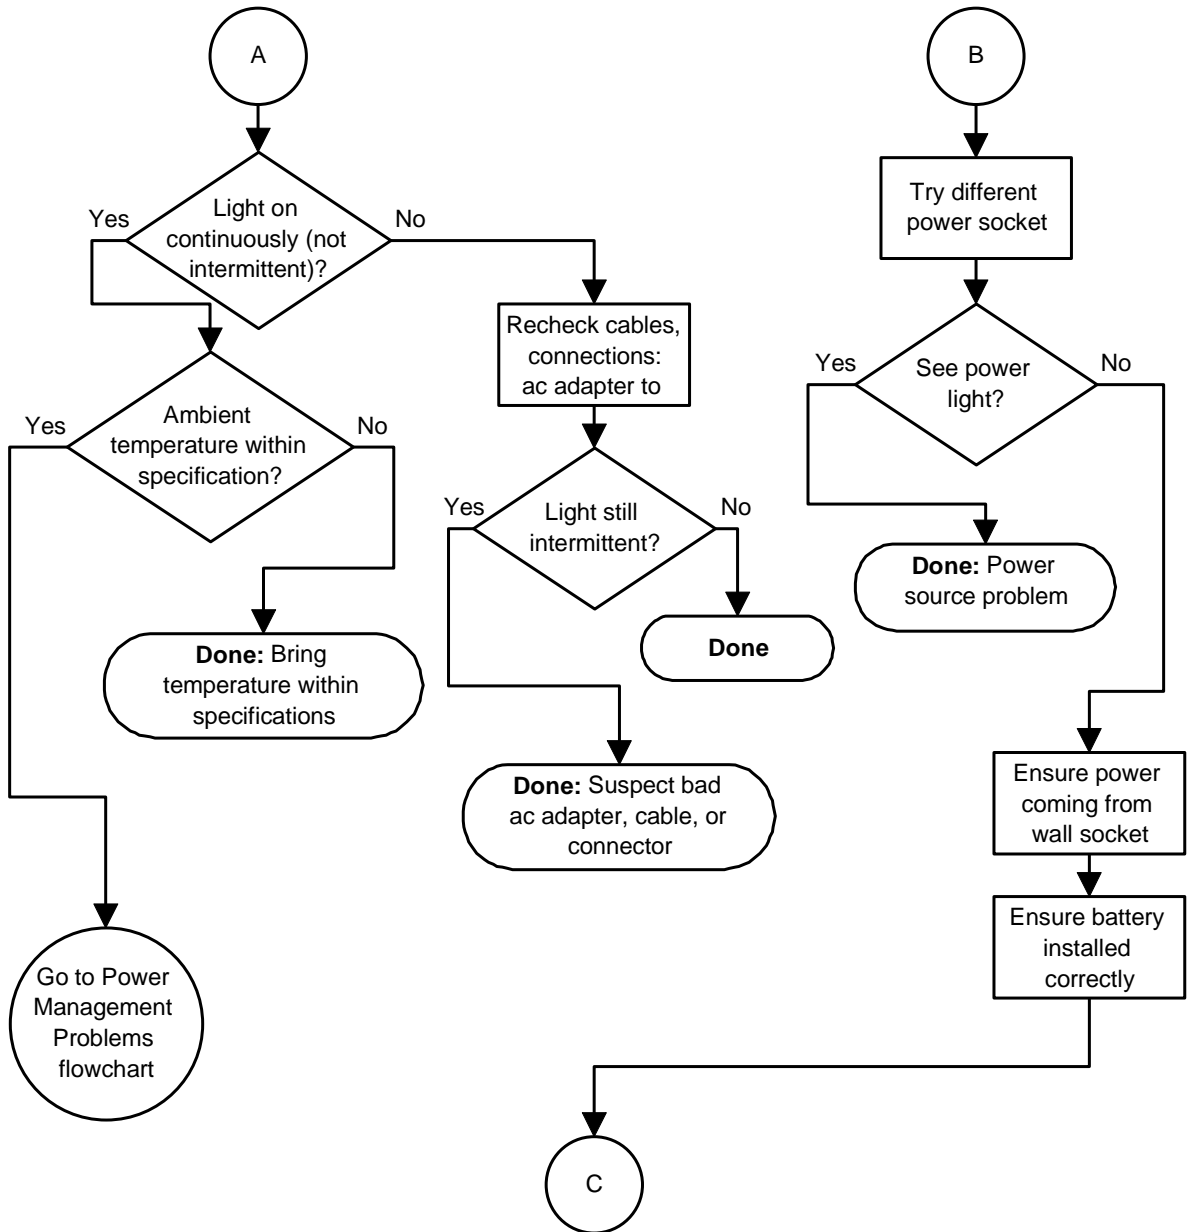 A
Light on
continuously (not
intermittent)?
Yes
No
Ambient
temperature within
specification?
Yes
No
Done: Bring
temperature within
specifications
Go to Power
Management
Problems
flowchart
Recheck cables,
connections:
ac adapter to
Light still
intermittent?
Yes
No
Done
Done: Suspect bad
ac adapter, cable, or
connector
B
Try different
power socket
See power
light?
Yes
No
Done: Power
source problem
Ensure power
coming from
wall socket
Ensure battery
installed
correctly
C